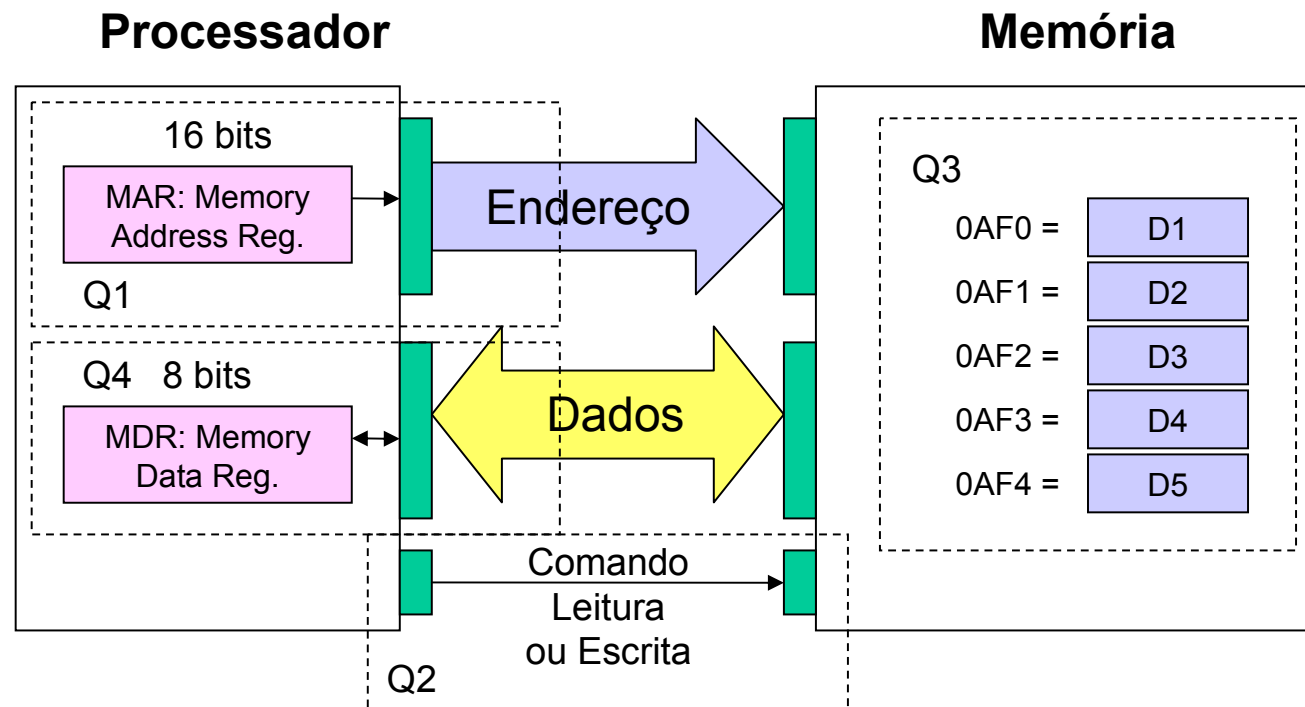 Processador
Memória
16 bits
MAR: Memory
Address Reg.
Q1
Endereço
Q4 8 bits
MDR: Memory
Data Reg.
Dados
Comando
Leitura
ou Escrita
Q2
Q3
0AF0 = D1
0AF1 = D2
0AF2 = D3
0AF3 = D4
0AF4 = D5